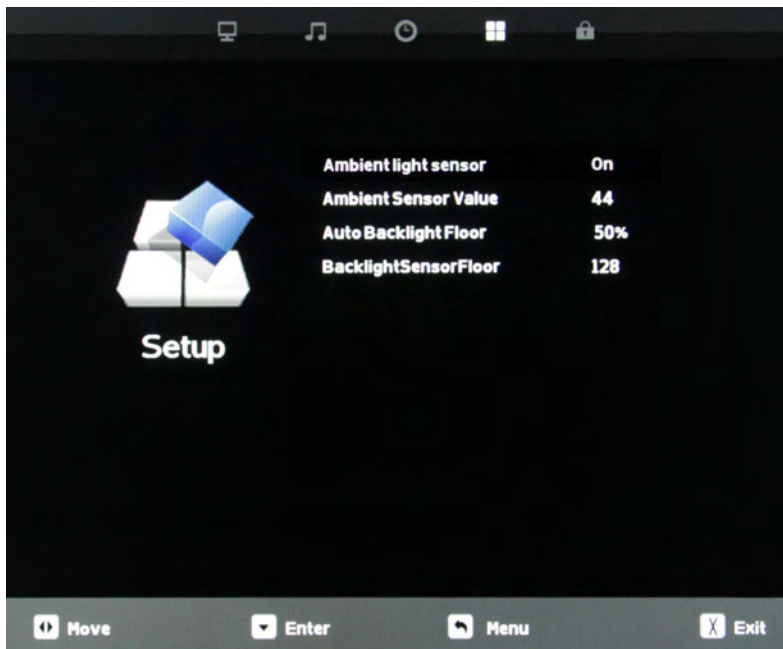 Ambient light sensor On
Ambient Sensor Value 44
Auto Backlight Floor 50%
BacklightSensorFloor 128
Setup
Move Enter Menu X Exit